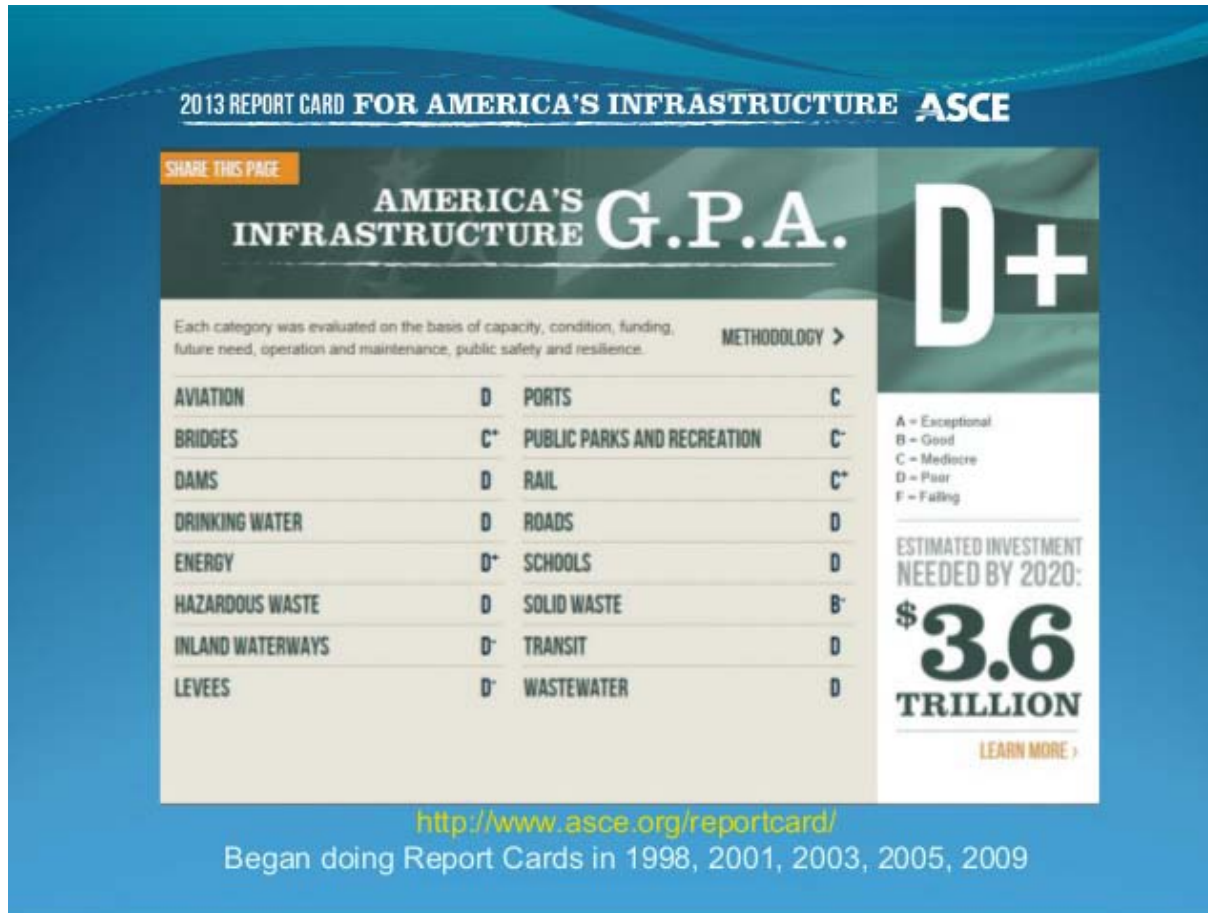 2013 REPORT CARD FOR AMERICA'S INFRASTRUCTURE ASCE
SHARE THIS PAGE
AMERICA'S
INFRASTRUCTURE G.P.A.
D+
Each category was evaluated on the basis of capacity, condition, funding,
future need, operation and maintenance, public safety and resilience.
METHODOLOGY >
AVIATION D
BRIDGES C+
DAMS D
DRINKING WATER D
ENERGY D+
HAZARDOUS WASTE D
INLAND WATERWAYS D-
LEVEES D-
PORTS C
PUBLIC PARKS AND RECREATION C-
RAIL C+
ROADS D
SCHOOLS D
SOLID WASTE B-
TRANSIT D
WASTEWATER D
A = Exceptional
B = Good
C = Mediocre
D = Poor
F = Failing
ESTIMATED INVESTMENT
NEEDED BY 2020:
$3.6
TRILLION
LEARN MORE >
http://www.asce.org/reportcard/
Began doing Report Cards in 1998, 2001, 2003, 2005, 2009